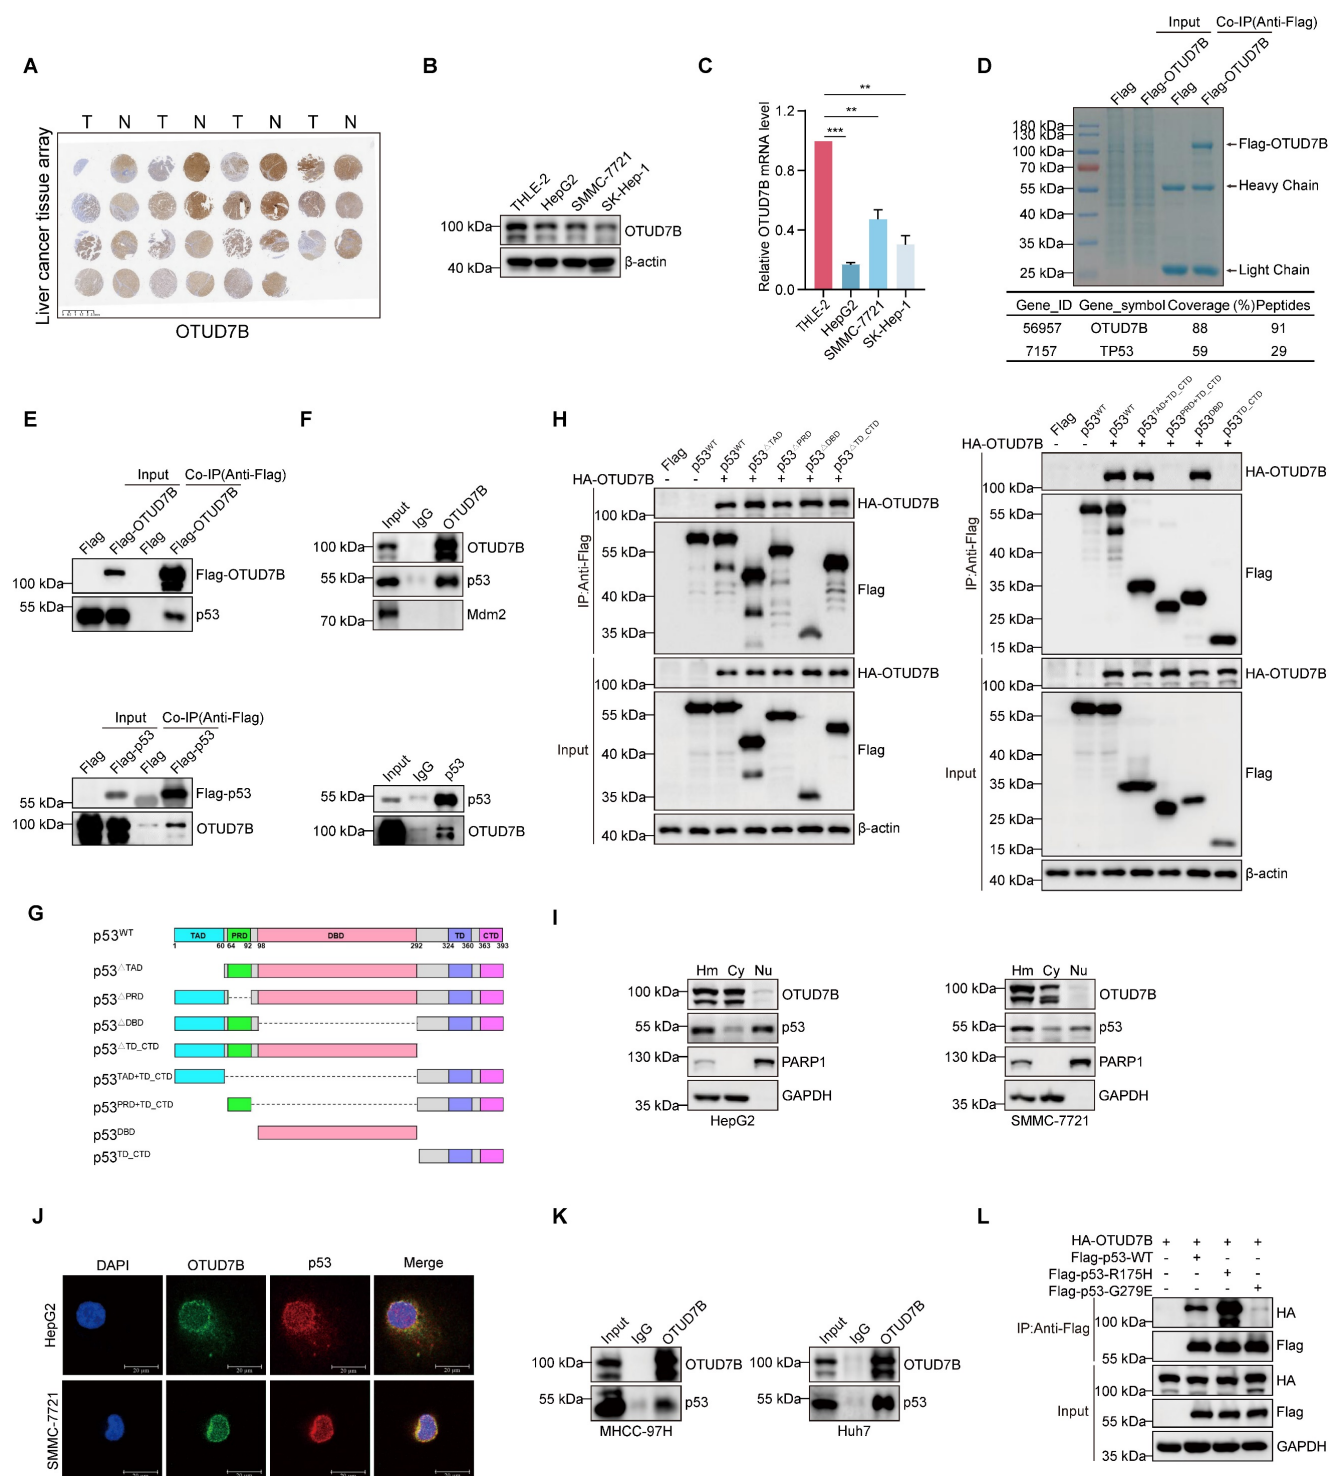 A
T N T N T N T N
Liver cancer tissue array
OTUD7B
B
THLE-2 HepG2 SMMC-7721 SK-Hep-1
100 kDa OTUD7B
40 kDa β-actin
C
Relative OTUD7B mRNA level
1.2
0.8
0.4
0.0
** ** ***
THLE-2 HepG2 SMMC-7721 SK-Hep-1
D
Input Co-IP(Anti-Flag)
Flag Flag-OTUD7B Flag Flag-OTUD7B
180 kDa
130 kDa
100 kDa ←Flag-OTUD7B
70 kDa
55 kDa ←Heavy Chain
40 kDa
35 kDa
25 kDa ←Light Chain
Gene_ID Gene_symbol Coverage (%) Peptides
56957 OTUD7B 88 91
7157 TP53 59 29
E
Input Co-IP(Anti-Flag)
Flag Flag-OTUD7B Flag Flag-OTUD7B
100 kDa Flag-OTUD7B
55 kDa p53
Input Co-IP(Anti-Flag)
Flag Flag-p53 Flag Flag-p53
55 kDa Flag-p53
100 kDa OTUD7B
F
Input IgG OTUD7B
100 kDa OTUD7B
55 kDa p53
70 kDa Mdm2
Input IgG p53
55 kDa p53
100 kDa OTUD7B
H
Flag p53WT p53WT p53△TAD p53△PRD p53△DBD p53△TD_CTD
HA-OTUD7B - - + + + + +
IP:Anti-Flag
100 kDa HA-OTUD7B
55 kDa
40 kDa Flag
35 kDa
Input
100 kDa HA-OTUD7B
55 kDa
40 kDa Flag
35 kDa
40 kDa β-actin
Flag p53WT p53WT p53TAD+TD_CTD p53PRD+TD_CTD p53DBD p53TD_CTD
HA-OTUD7B - - + + + + +
IP:Anti-Flag
100 kDa HA-OTUD7B
55 kDa
40 kDa
35 kDa Flag
25 kDa
15 kDa
Input
100 kDa HA-OTUD7B
55 kDa
40 kDa
35 kDa Flag
25 kDa
15 kDa
40 kDa β-actin
G
p53WT TAD PRD DBD TD CTD
1 60 64 92 98 292 324 360 363 393
p53△TAD
p53△PRD
p53△DBD
p53△TD_CTD
p53TAD+TD_CTD
p53PRD+TD_CTD
p53DBD
p53TD_CTD
I
Hm Cy Nu
100 kDa OTUD7B
55 kDa p53
130 kDa PARP1
35 kDa GAPDH
HepG2
Hm Cy Nu
100 kDa OTUD7B
55 kDa p53
130 kDa PARP1
35 kDa GAPDH
SMMC-7721
J
DAPI OTUD7B p53 Merge
HepG2
20 μm 20 μm 20 μm 20 μm
SMMC-7721
20 μm 20 μm 20 μm 20 μm
K
Input IgG OTUD7B
100 kDa OTUD7B
55 kDa p53
MHCC-97H
Input IgG OTUD7B
100 kDa OTUD7B
55 kDa p53
Huh7
L
HA-OTUD7B + + + +
Flag-p53-WT - + - -
Flag-p53-R175H - - + -
Flag-p53-G279E - - - +
IP:Anti-Flag
100 kDa HA
55 kDa Flag
Input
100 kDa HA
55 kDa Flag
35 kDa GAPDH